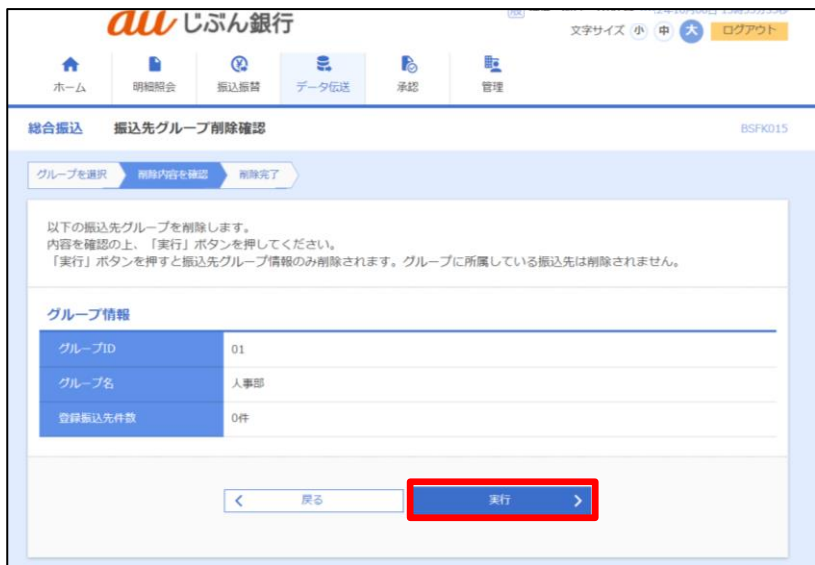 au じぶん銀行
文字サイズ 小 中 大 ログアウト
ホーム 明細照会 振込振替 データ伝送 承認 管理
総合振込 振込先グループ削除確認 BSFK015
グループを選択 削除内容を確認 削除完了
以下の振込先グループを削除します。
内容を確認の上、「実行」ボタンを押してください。
「実行」ボタンを押すと振込先グループ情報のみ削除されます。グループに所属している振込先は削除されません。
グループ情報
グループID 01
グループ名 人事部
登録振込先件数 0件
戻る 実行